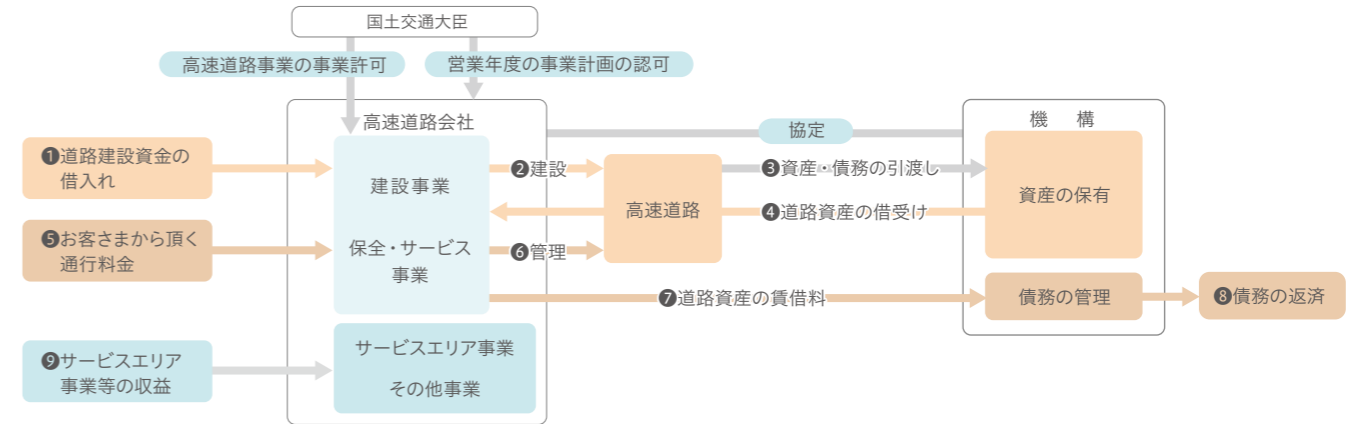 国土交通大臣
高速道路事業の事業許可
営業年度の事業計画の認可
高速道路会社
協定
機 構
❶道路建設資金の
借入れ
建設事業
❷建設
高速道路
❸資産・債務の引渡し
資産の保有
❹道路資産の借受け
❺お客さまから頂く
通行料金
保全・サービス
事業
❻管理
❼道路資産の賃借料
債務の管理
❽債務の返済
❾サービスエリア
事業等の収益
サービスエリア事業
その他事業